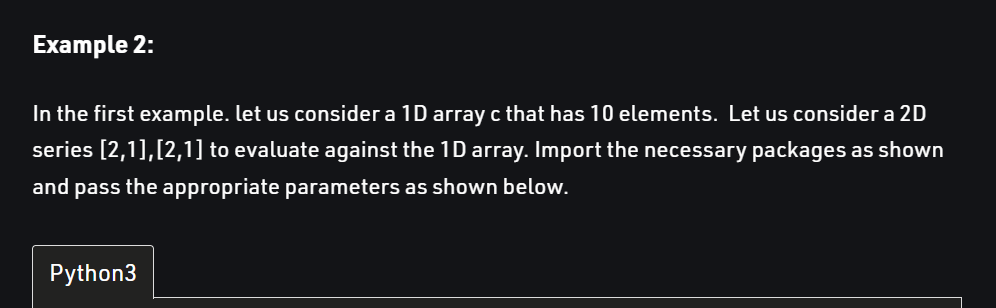 Example 2:
In the first example. let us consider a 1D array c that has 10 elements.  Let us consider a 2D
series [2,1],[2,1] to evaluate against the 1D array. Import the necessary packages as shown
and pass the appropriate parameters as shown below.
Python3